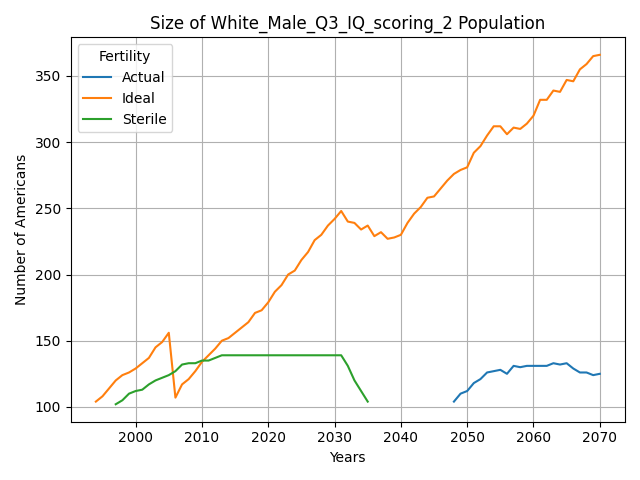 Size of White_Male_Q3_IQ_scoring_2 Population
Fertility
Actual
Ideal
Sterile
Number of Americans
350
300
250
200
150
100
2000 2010 2020 2030 2040 2050 2060 2070
Years